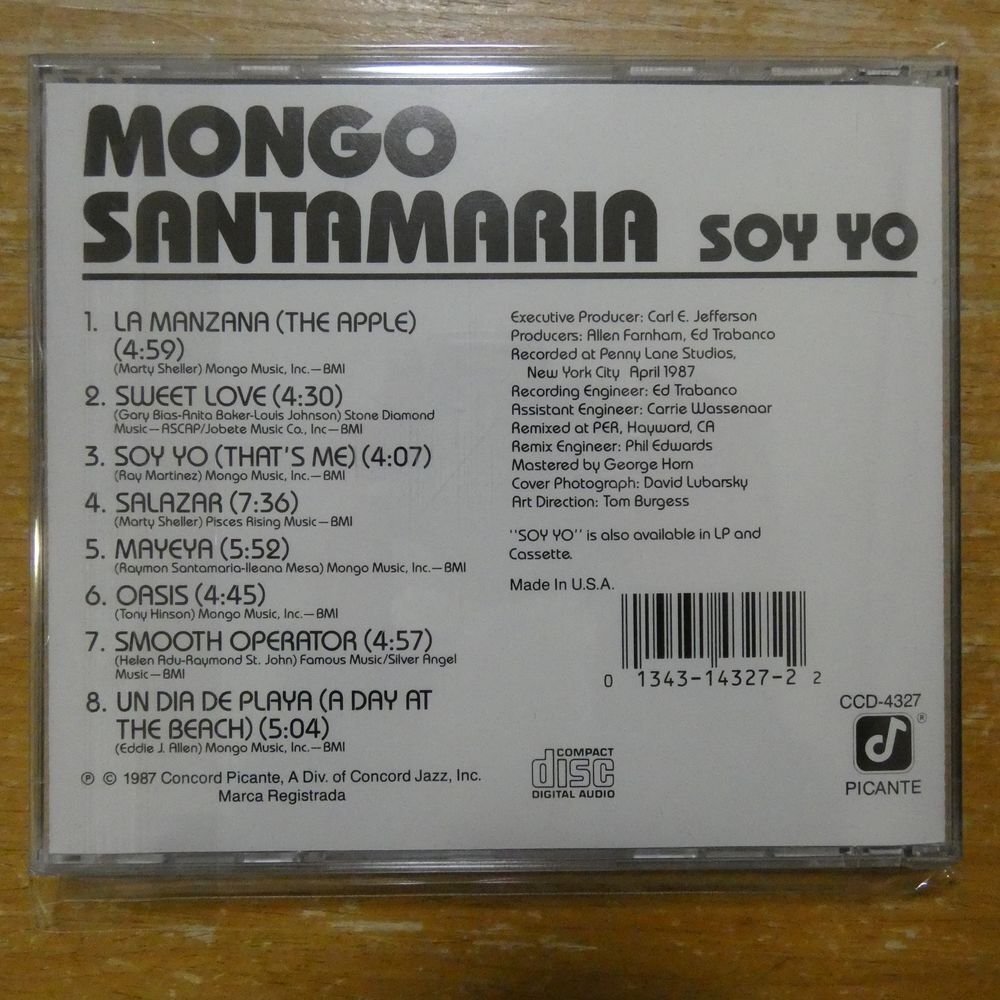 MONGO
SANTAMARIA SOY YO
1. LA MANZANA (THE APPLE)
(4:59)
(Marty Sheller) Mongo Music, Inc.—BMI
2. SWEET LOVE (4:30)
(Gary Bias-Anita Baker-Louis Johnson) Stone Diamond
Music—ASCAP/Jobete Music Co., Inc—BMI
3. SOY YO (THAT'S ME) (4:07)
(Ray Martinez) Mongo Music, Inc.—BMI
4. SALAZAR (7:36)
(Marty Sheller) Pisces Rising Music—BMI
5. MAYEYA (5:52)
(Raymon Santamaria-Ileana Mesa) Mongo Music, Inc.—BMI
6. OASIS (4:45)
(Tony Hinson) Mongo Music, Inc.—BMI
7. SMOOTH OPERATOR (4:57)
(Helen Adu-Raymond St. John) Famous Music/Silver Angel
Music—BMI
8. UN DIA DE PLAYA (A DAY AT
THE BEACH) (5:04)
(Eddie J. Allen) Mongo Music, Inc.—BMI
℗ © 1987 Concord Picante, A Div. of Concord Jazz, Inc.
Marca Registrada
Executive Producer: Carl E. Jefferson
Producers: Allen Farnham, Ed Trabanco
Recorded at Penny Lane Studios,
New York City April 1987
Recording Engineer: Ed Trabanco
Assistant Engineer: Carrie Wassenaar
Remixed at PER, Hayward, CA
Remix Engineer: Phil Edwards
Mastered by George Horn
Cover Photograph: David Lubarsky
Art Direction: Tom Burgess
"SOY YO" is also available in LP and
Cassette.
Made In U.S.A.
0 1343-14327-2 2
CCD-4327
®
PICANTE
COMPACT
disc
DIGITAL AUDIO